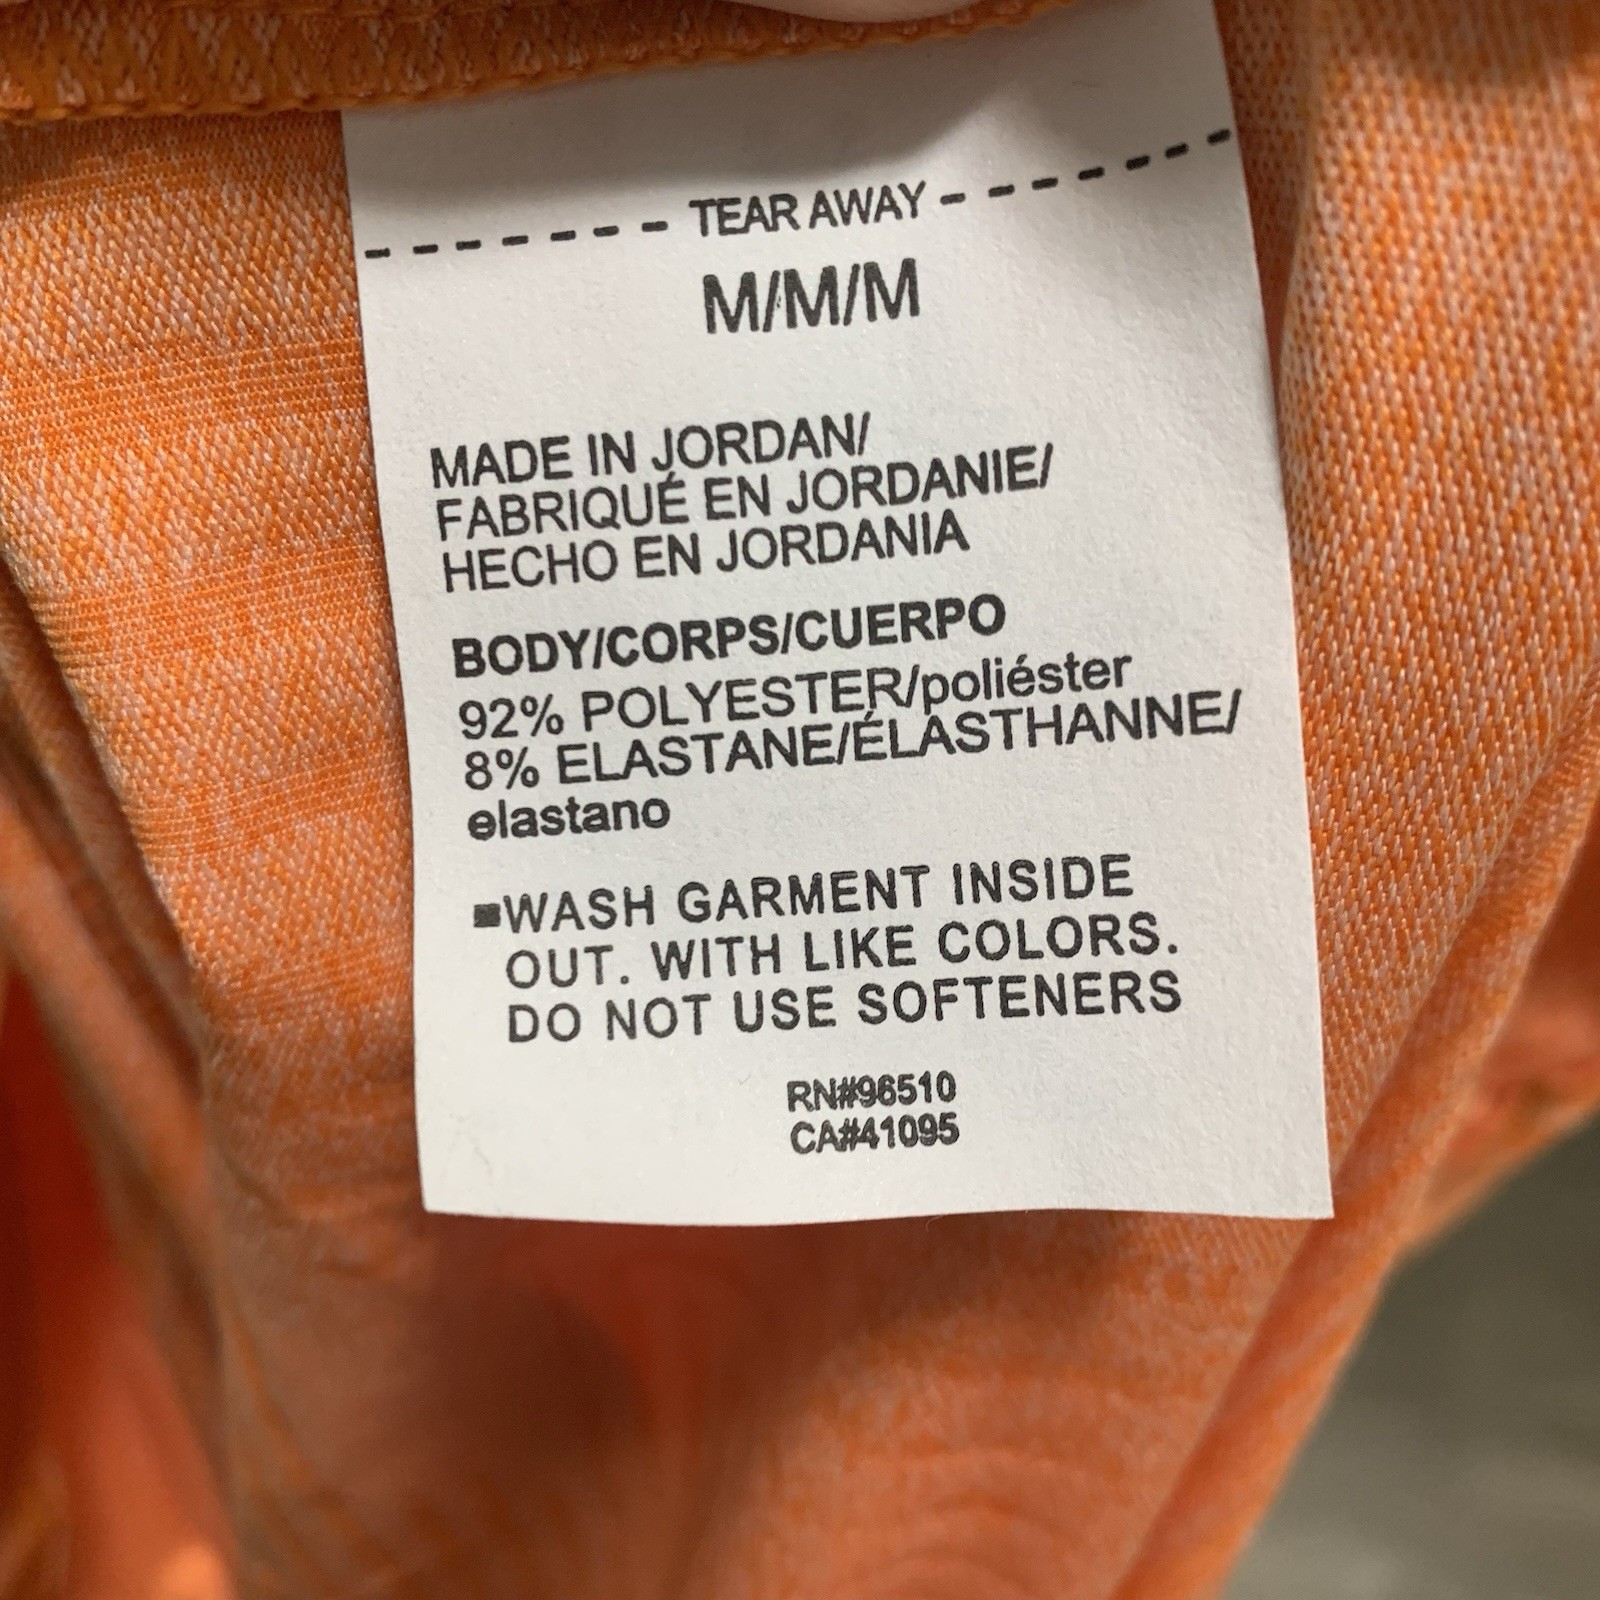 TEAR AWAY
M/M/M
MADE IN JORDAN/
FABRIQUÉ EN JORDANIE/
HECHO EN JORDANIA
BODY/CORPS/CUERPO
92% POLYESTER/poliéster
8% ELASTANE/ÉLASTHANNE/
elastano
▪WASH GARMENT INSIDE
OUT. WITH LIKE COLORS.
DO NOT USE SOFTENERS
RN#96510
CA#41095